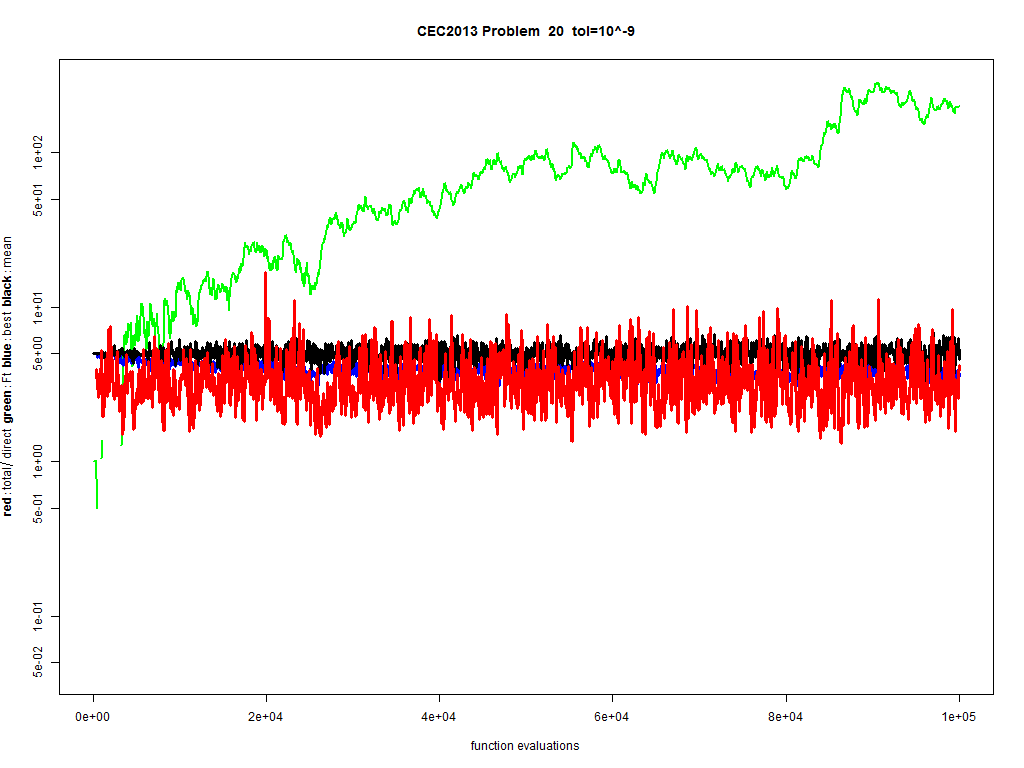 CEC2013 Problem 20 tol=10^-9
red : total/ direct green : Ft blue : best black : mean
1e+02
5e+01
1e+01
5e+00
1e+00
5e-01
1e-01
5e-02
0e+00 2e+04 4e+04 6e+04 8e+04 1e+05
function evaluations